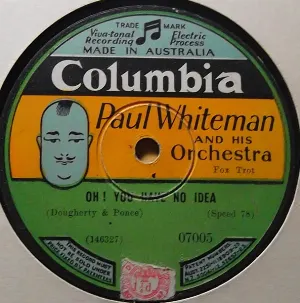 TRADE MARK
Viva-tonal Electric
Recording Process
MADE IN AUSTRALIA
Columbia
Paul Whiteman
AND HIS
Orchestra
Fox Trot
OH! YOU HAVE NO IDEA
(Dougherty & Ponce) (Speed 78)
(146327) 07005